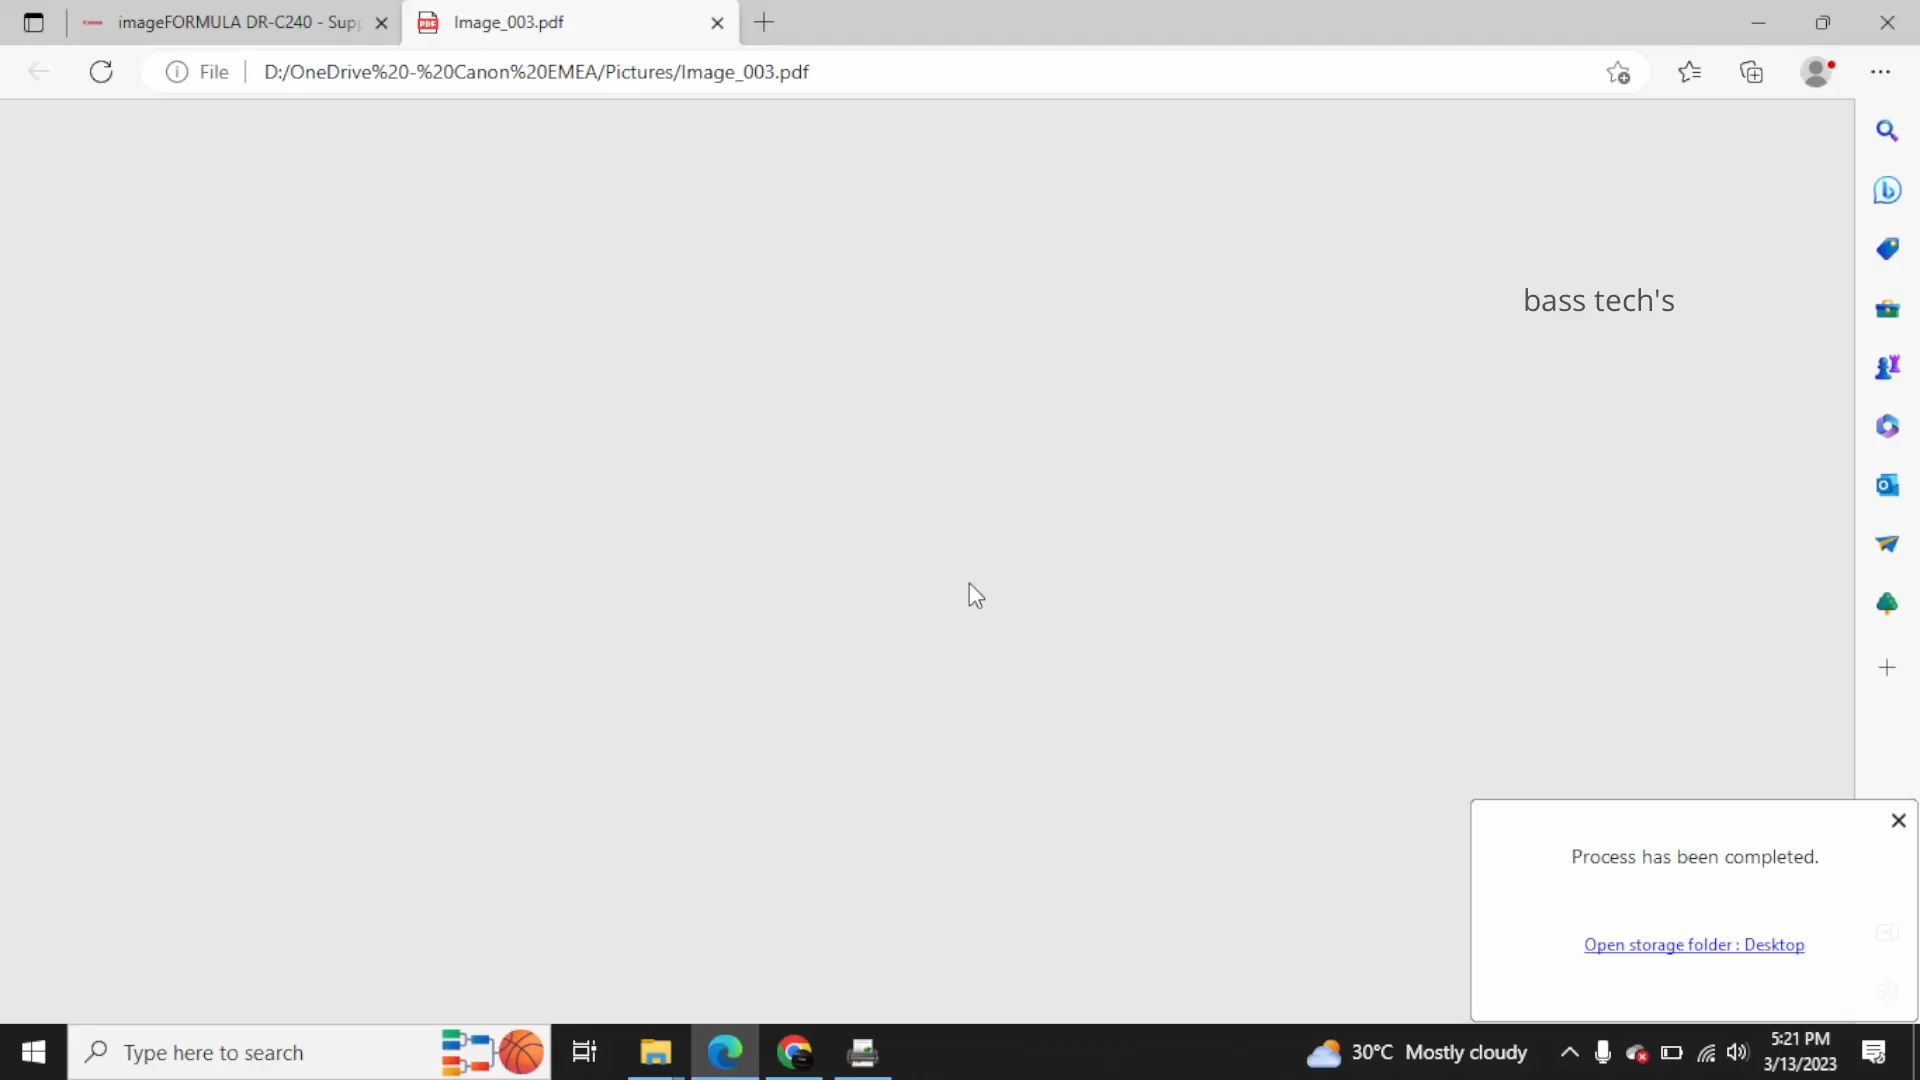 imageFORMULA DR-C240 - Supp
Image_003.pdf
File
D:/OneDrive%20-%20Canon%20EMEA/Pictures/Image_003.pdf
bass tech's
Process has been completed.
Open storage folder : Desktop
Type here to search
30°C Mostly cloudy
5:21 PM
3/13/2023